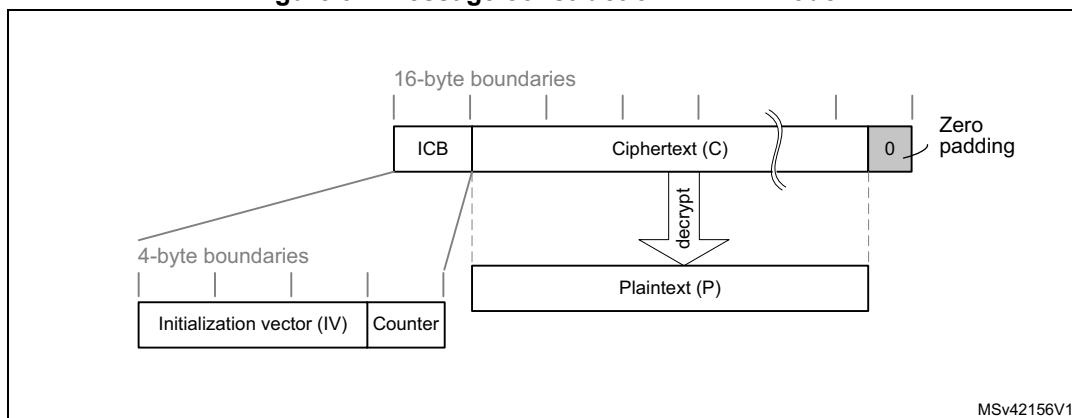 16-byte boundaries
ICB
Ciphertext (C)
0
Zero
padding
decrypt
4-byte boundaries
Plaintext (P)
Initialization vector (IV)
Counter
MSv42156V1